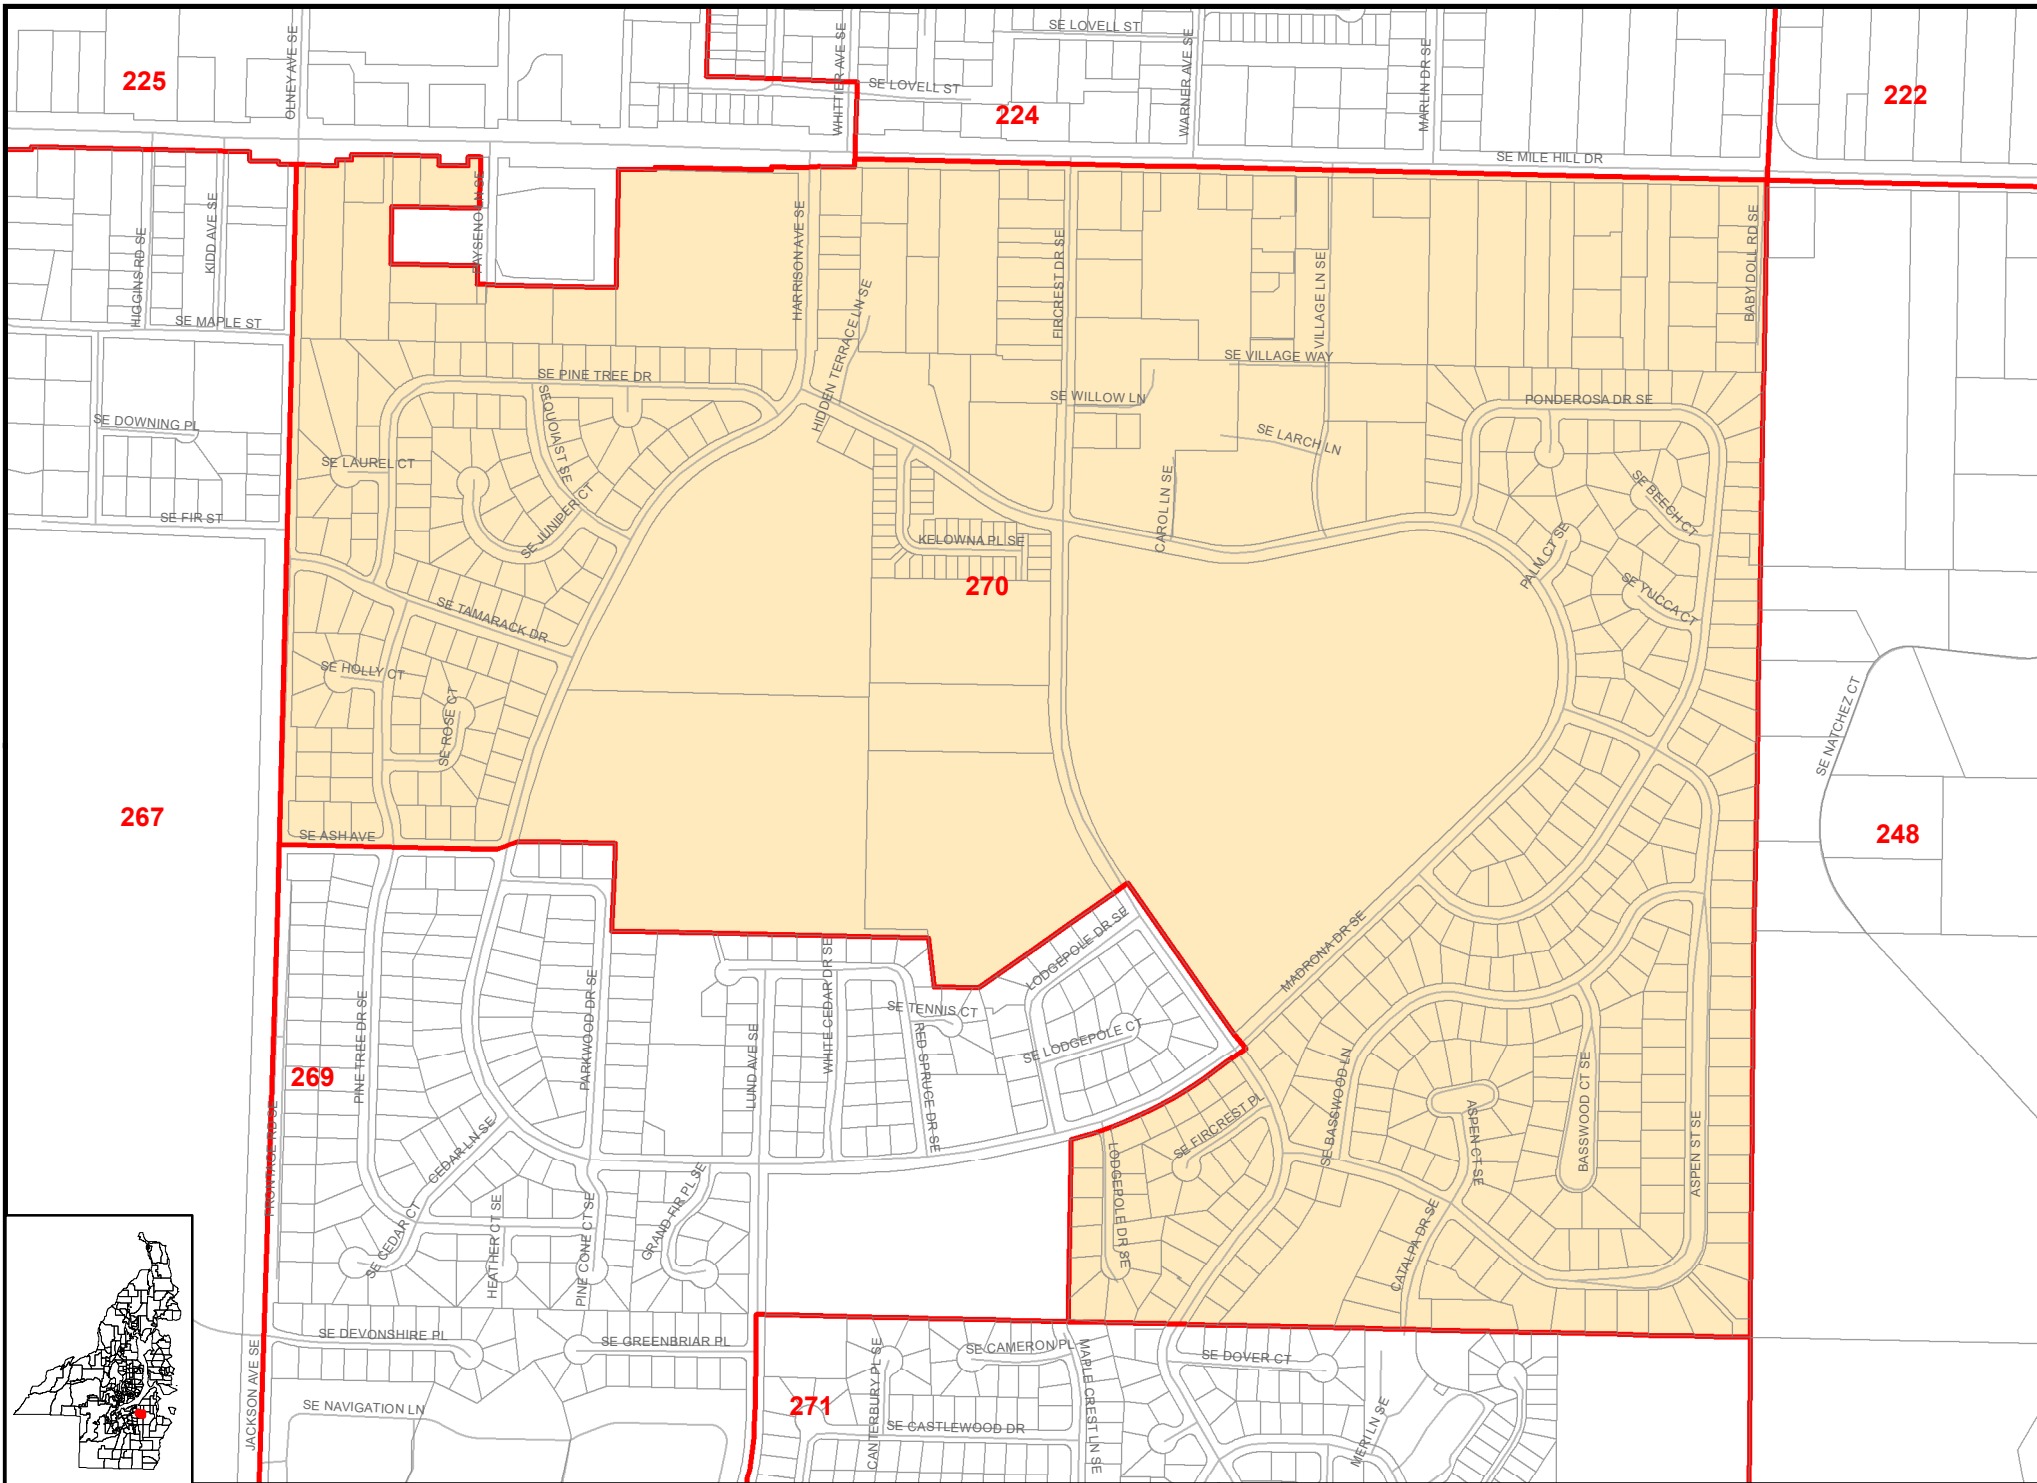 SE LOVELL ST
OLNEY AVE SE
WHITTIER AVE SE
WARNER AVE SE
MARLIN DR SE
225
SE LOVELL ST
224
222
SE MILE HILL DR
HIGGINS RD SE
KIDD AVE SE
PAYSENO LN SE
HARRISON AVE SE
FIRCREST DR SE
VILLAGE LN SE
BABY DOLL RD SE
SE MAPLE ST
HIDDEN TERRACE LN SE
SE VILLAGE WAY
SE PINE TREE DR
SE WILLOW LN
PONDEROSA DR SE
SE DOWNING PL
SEQUOIA ST SE
SE LARCH LN
SE LAUREL CT
CAROL LN SE
SE BEECH CT
SE FIR ST
SE JUNIPER CT
KELOWNA PL SE
PALM CT SE
270
SE YUCCA CT
SE TAMARACK DR
SE HOLLY CT
SE ROSE CT
SE NATCHEZ CT
267
248
SE ASH AVE
LODGEPOLE DR SE
MADRONA DR SE
PINE TREE DR SE
PARKWOOD DR SE
LUND AVE SE
WHITE CEDAR DR SE
SE TENNIS CT
RED SPRUCE DR SE
SE LODGEPOLE CT
269
FRONTAGE RD SE
CEDAR LN SE
SE FIRCREST PL
SE BASSWOOD LN
ASPEN CT SE
BASSWOOD CT SE
ASPEN ST SE
LODGEPOLE DR SE
SE CEDAR CT
HEATHER CT SE
PINE CONE CT SE
GRAND FIR PL SE
CATALPA DR SE
JACKSON AVE SE
SE DEVONSHIRE PL
SE GREENBRIAR PL
CANTERBURY PL SE
SE CAMERON PL
MAPLE CREST LN SE
SE DOVER CT
SE NAVIGATION LN
271
SE CASTLEWOOD DR
MERI LN SE